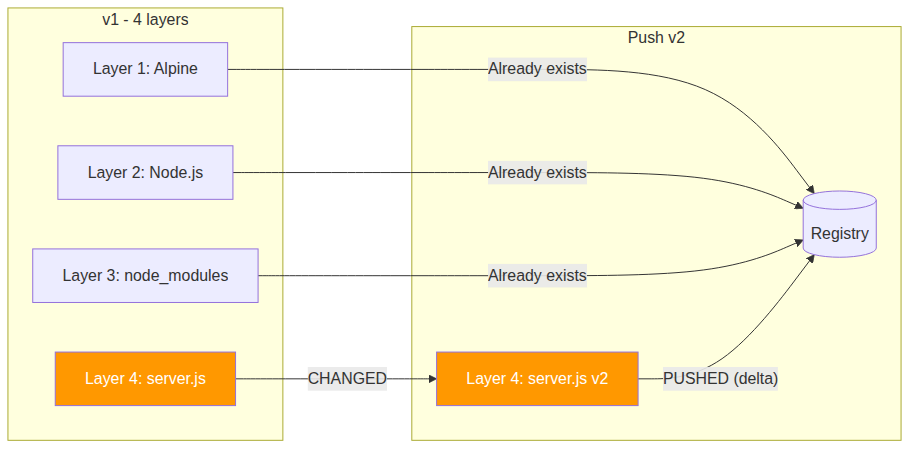 v1 - 4 layers
Push v2
Layer 1: Alpine
Already exists
Layer 2: Node.js
Already exists
Registry
Layer 3: node_modules
Already exists
Layer 4: server.js
CHANGED
Layer 4: server.js v2
PUSHED (delta)